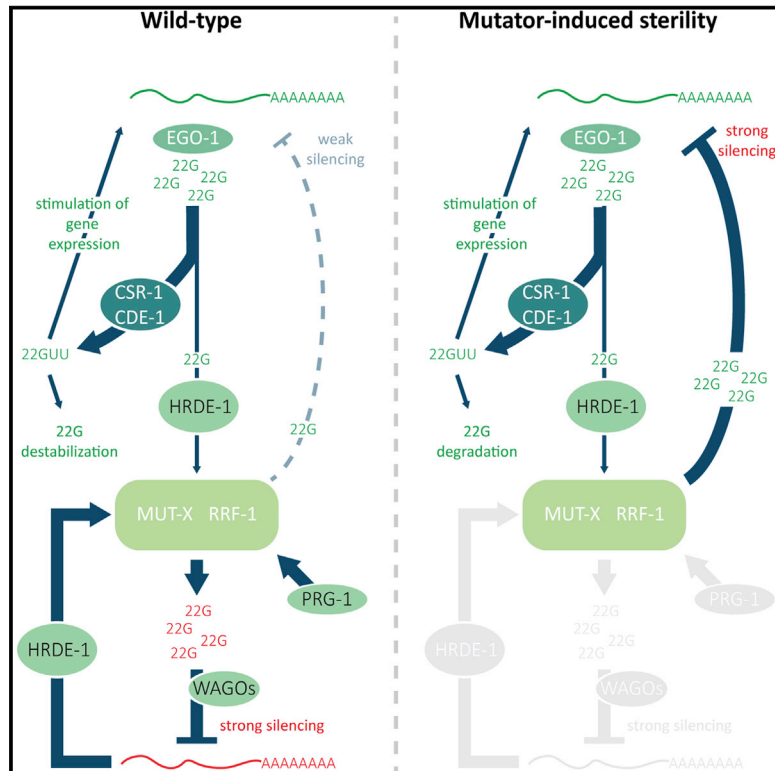 Wild-type
AAAAAAAA
EGO-1
weak
silencing
22G
22G
22G
22G
stimulation of
gene
expression
CSR-1
CDE-1
22GUU
22G
HRDE-1
22G
destabilization
22G
MUT-X RRF-1
PRG-1
22G
22G
22G
22G
HRDE-1
WAGOs
strong silencing
AAAAAAAA
Mutator-induced sterility
AAAAAAAA
EGO-1
strong
silencing
22G
22G
22G
22G
stimulation of
gene
expression
CSR-1
CDE-1
22GUU
22G
22G
22G
22G
22G
HRDE-1
22G
degradation
MUT-X RRF-1
PRG-1
22G
22G
22G
22G
HRDE-1
WAGOs
strong silencing
AAAAAAAA